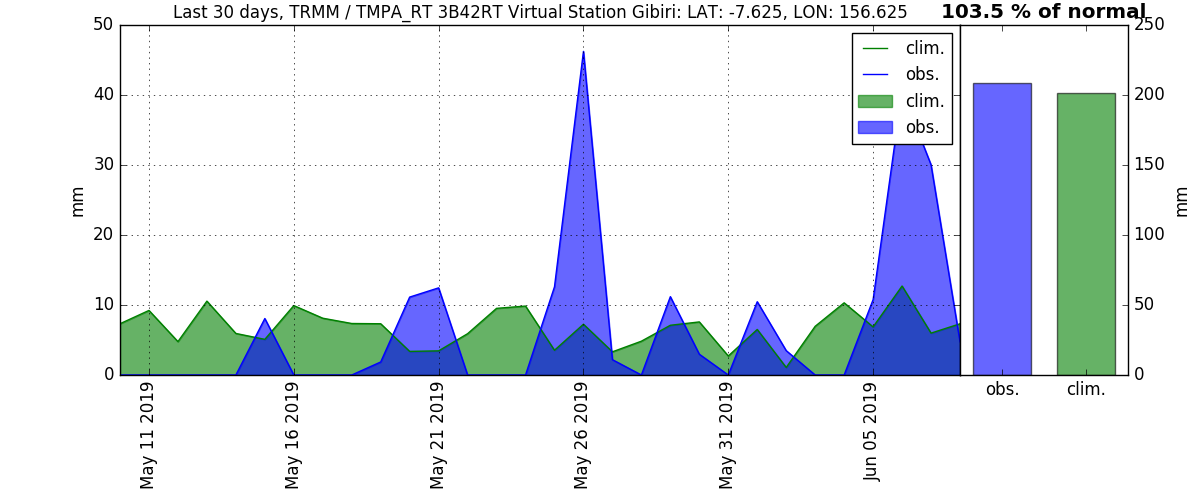 Last 30 days, TRMM / TMPA_RT 3B42RT Virtual Station Gibiri: LAT: -7.625, LON: 156.625
103.5 % of normal
50
40
30
20
10
0
mm
May 11 2019
May 16 2019
May 21 2019
May 26 2019
May 31 2019
Jun 05 2019
clim.
obs.
clim.
obs.
250
200
150
100
50
0
mm
obs.
clim.